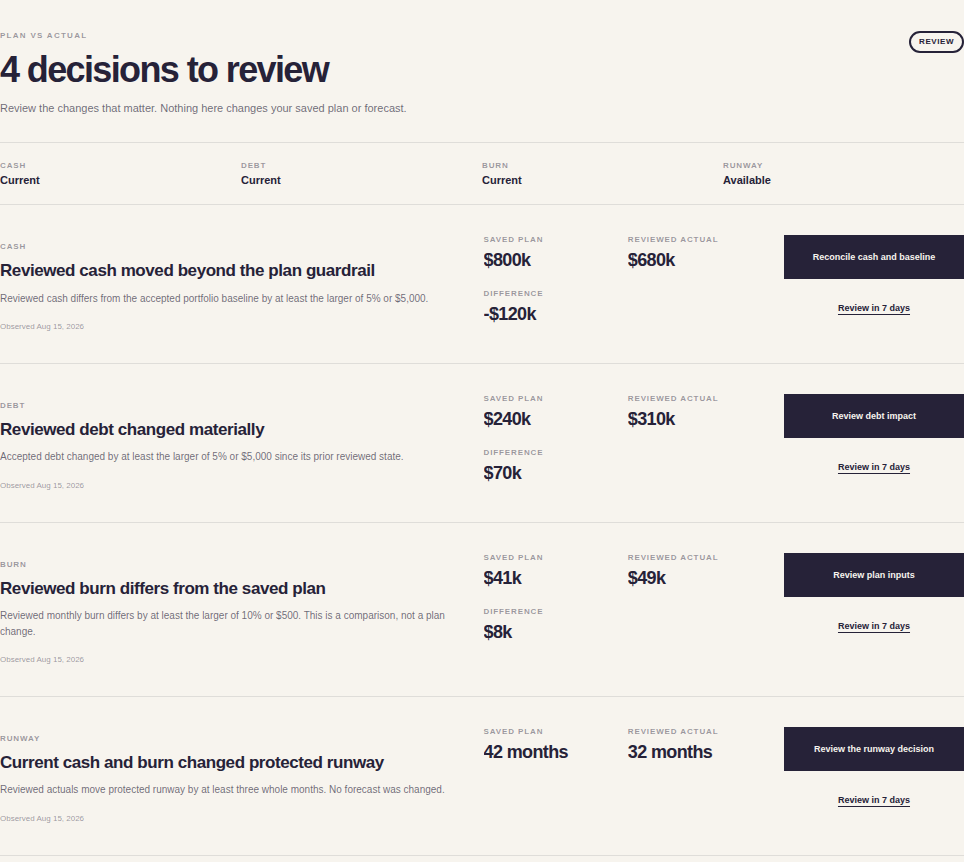 PLAN VS ACTUAL
REVIEW
4 decisions to review
Review the changes that matter. Nothing here changes your saved plan or forecast.
CASH
Current
DEBT
Current
BURN
Current
RUNWAY
Available
CASH
Reviewed cash moved beyond the plan guardrail
Reviewed cash differs from the accepted portfolio baseline by at least the larger of 5% or $5,000.
Observed Aug 15, 2026
SAVED PLAN
$800k
REVIEWED ACTUAL
$680k
DIFFERENCE
-$120k
Reconcile cash and baseline
Review in 7 days
DEBT
Reviewed debt changed materially
Accepted debt changed by at least the larger of 5% or $5,000 since its prior reviewed state.
Observed Aug 15, 2026
SAVED PLAN
$240k
REVIEWED ACTUAL
$310k
DIFFERENCE
$70k
Review debt impact
Review in 7 days
BURN
Reviewed burn differs from the saved plan
Reviewed monthly burn differs by at least the larger of 10% or $500. This is a comparison, not a plan
change.
Observed Aug 15, 2026
SAVED PLAN
$41k
REVIEWED ACTUAL
$49k
DIFFERENCE
$8k
Review plan inputs
Review in 7 days
RUNWAY
Current cash and burn changed protected runway
Reviewed actuals move protected runway by at least three whole months. No forecast was changed.
Observed Aug 15, 2026
SAVED PLAN
42 months
REVIEWED ACTUAL
32 months
Review the runway decision
Review in 7 days